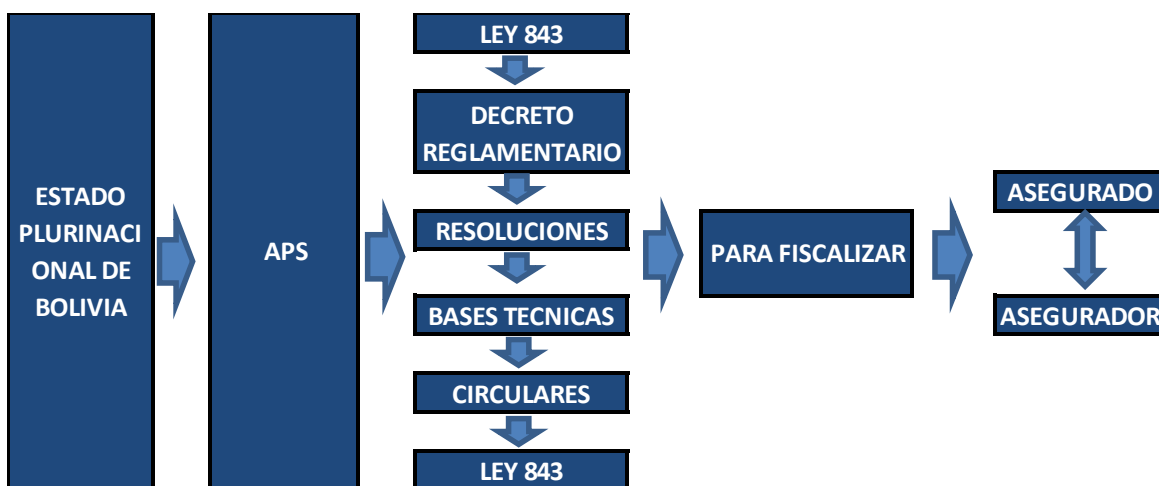 ESTADO
PLURINACI
ONAL DE
BOLIVIA
APS
LEY 843
DECRETO
REGLAMENTARIO
RESOLUCIONES
BASES TECNICAS
CIRCULARES
LEY 843
PARA FISCALIZAR
ASEGURADO
ASEGURADOR